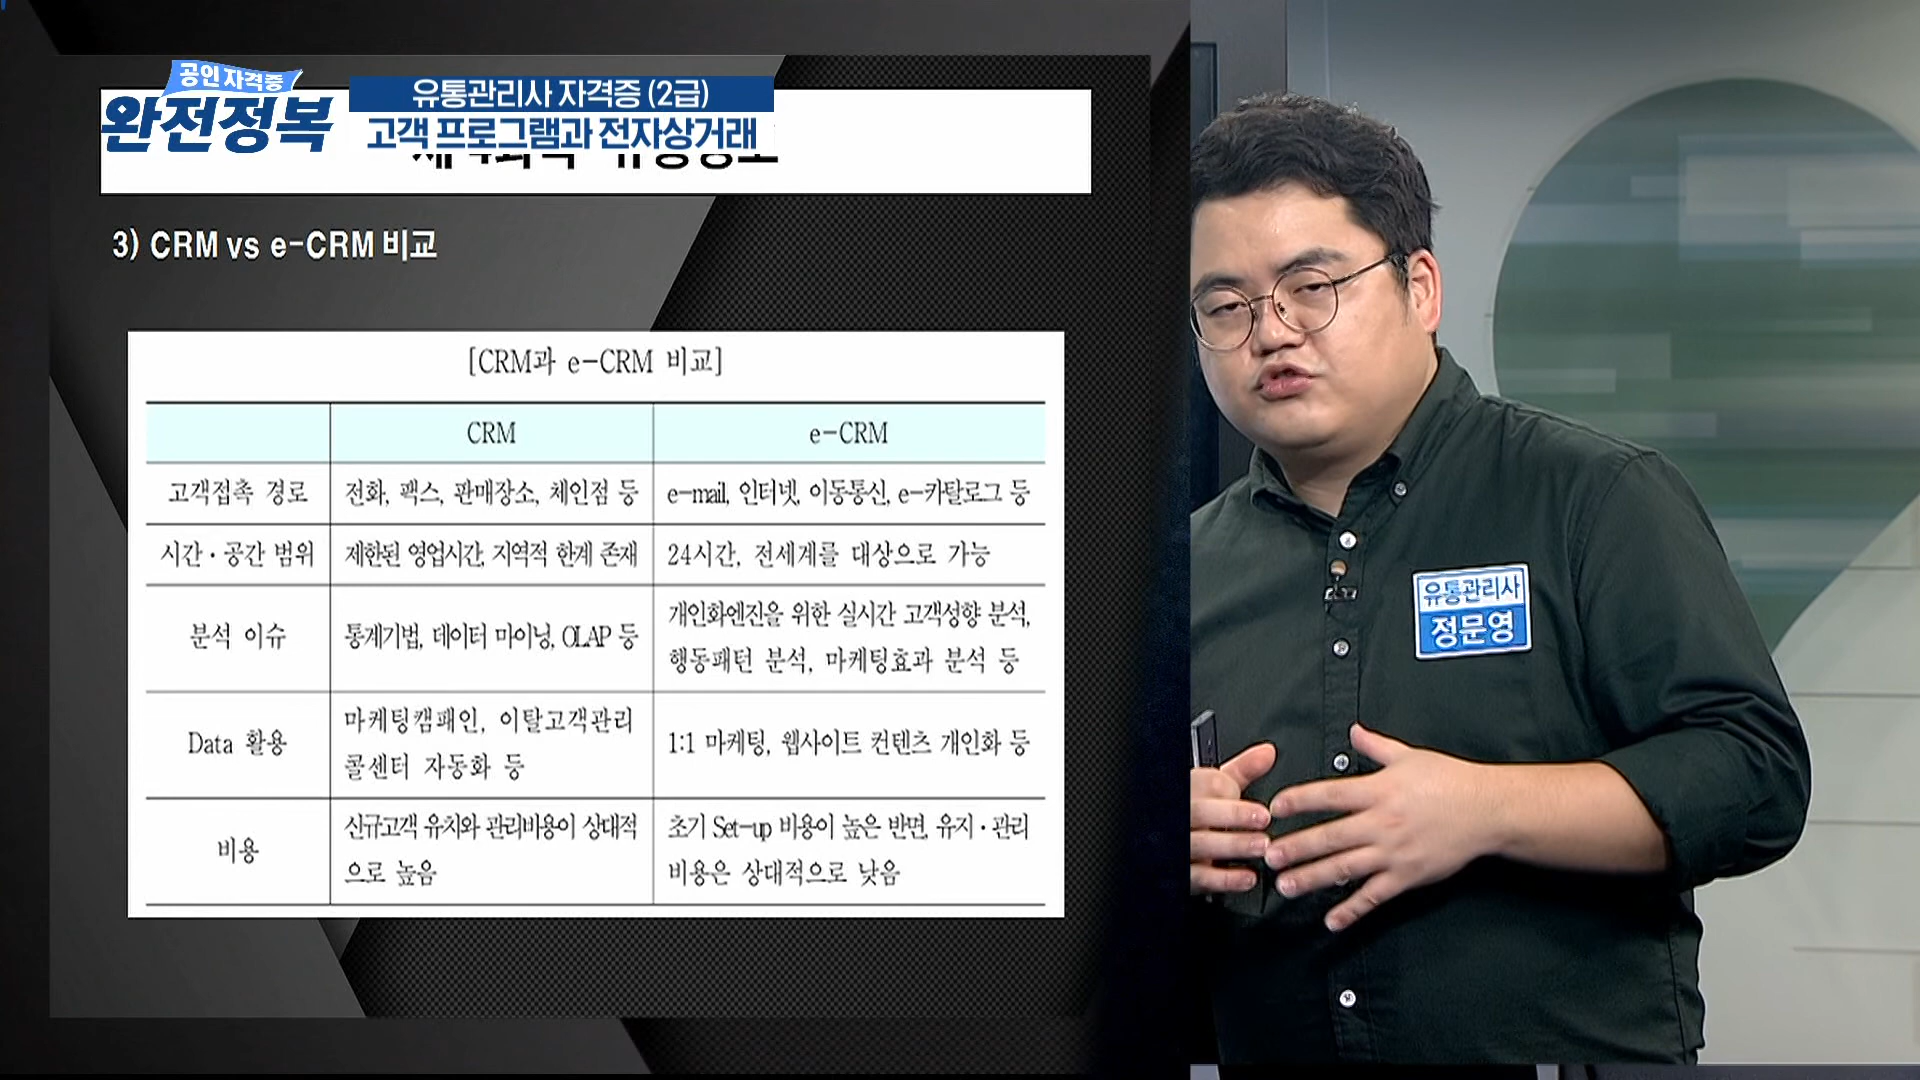 공인 자격증
완전정복
유통관리사 자격증 (2급)
고객 프로그램과 전자상거래
3) CRM vs e-CRM 비교
[CRM과 e-CRM 비교]
CRM e-CRM
고객접촉 경로 전화, 팩스, 판매장소, 체인점 등 e-mail, 인터넷, 이동통신, e-카탈로그 등
시간·공간 범위 제한된 영업시간, 지역적 한계 존재 24시간, 전세계를 대상으로 가능
분석 이슈 통계기법, 데이터 마이닝, OLAP 등 개인화엔진을 위한 실시간 고객성향 분석,
행동패턴 분석, 마케팅효과 분석 등
Data 활용 마케팅캠패인, 이탈고객관리 1:1 마케팅, 웹사이트 컨텐츠 개인화 등
콜센터 자동화 등
비용 신규고객 유치와 관리비용이 상대적 초기 Set-up 비용이 높은 반면, 유지·관리
으로 높음 비용은 상대적으로 낮음
유통관리사
정문영